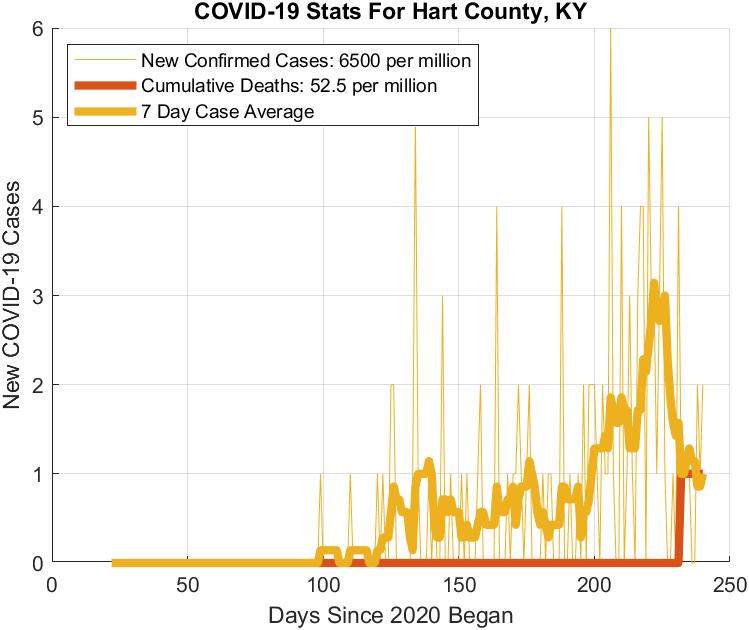 COVID-19 Stats For Hart County, KY
New Confirmed Cases: 6500 per million
Cumulative Deaths: 52.5 per million
7 Day Case Average
New COVID-19 Cases
6
5
4
3
2
1
0
0 50 100 150 200 250
Days Since 2020 Began